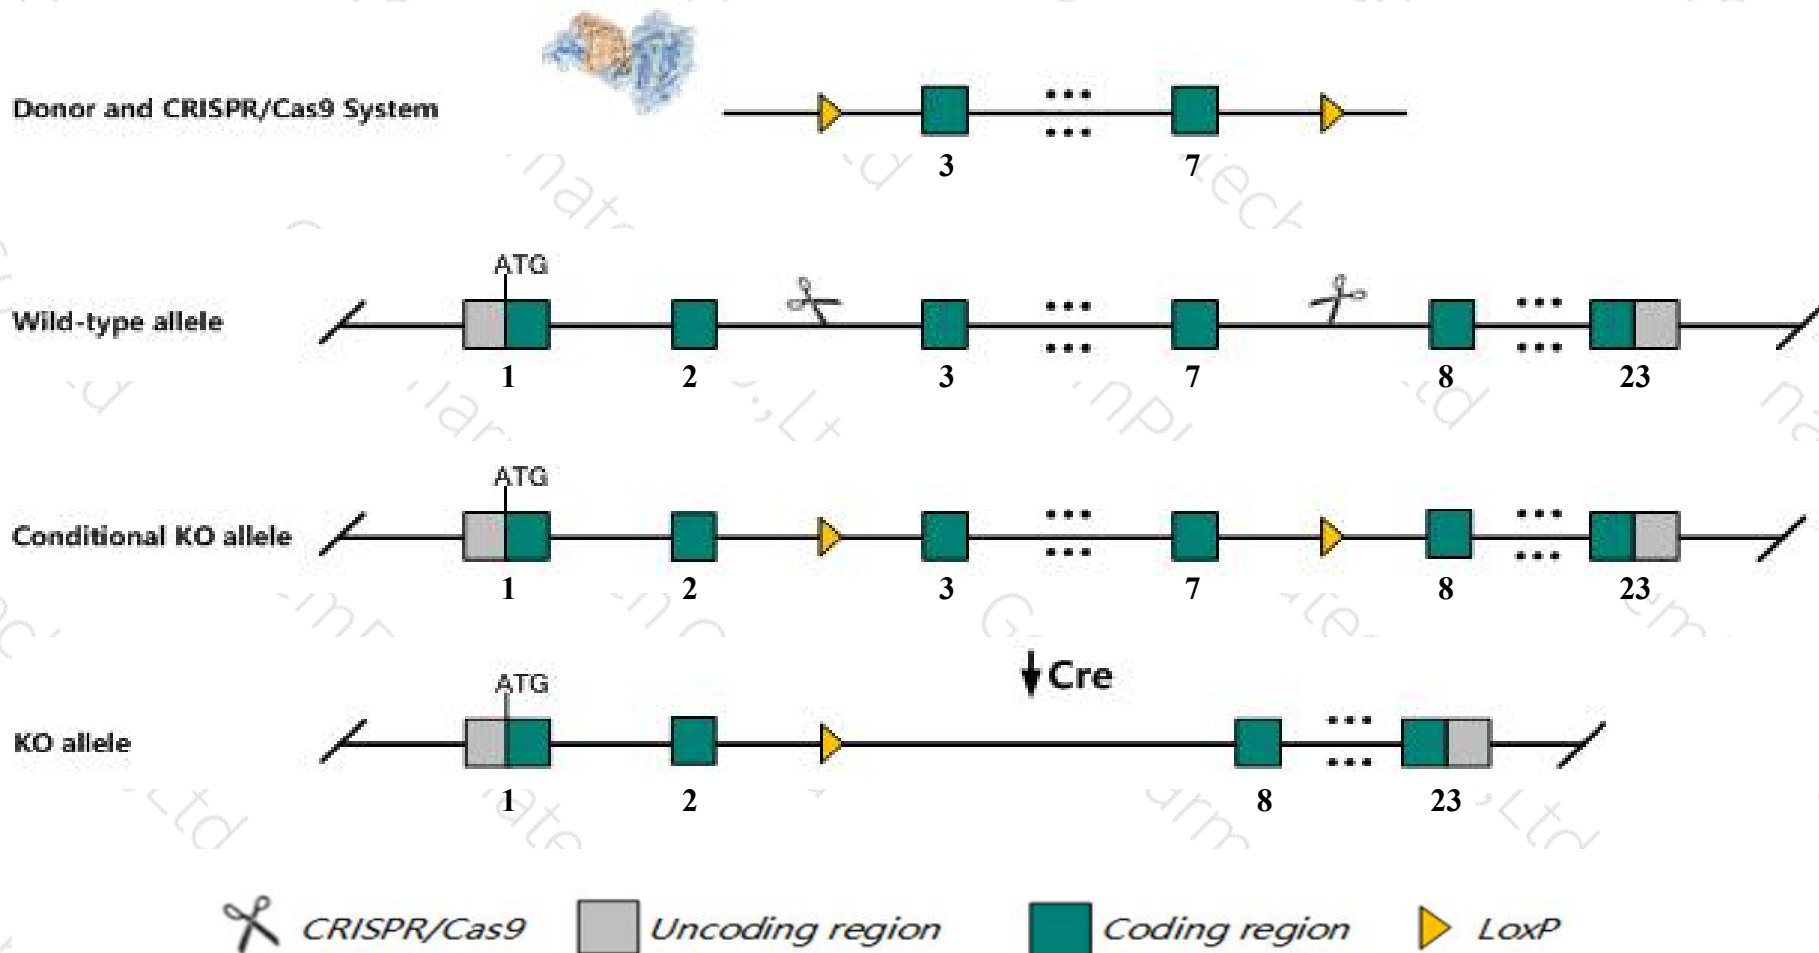 Donor and CRISPR/Cas9 System
3 7
ATG
Wild-type allele
1 2 3 7 8 23
ATG
Conditional KO allele
1 2 3 7 8 23
Cre
ATG
KO allele
1 2 8 23
CRISPR/Cas9 Uncoding region Coding region LoxP